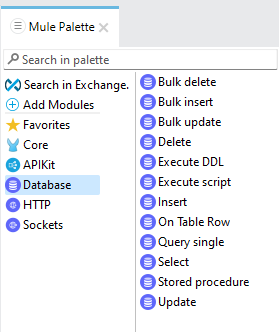 Mule Palette
Search in palette
Search in Exchange.
Add Modules
Favorites
Core
APIKit
Database
HTTP
Sockets
Bulk delete
Bulk insert
Bulk update
Delete
Execute DDL
Execute script
Insert
On Table Row
Query single
Select
Stored procedure
Update